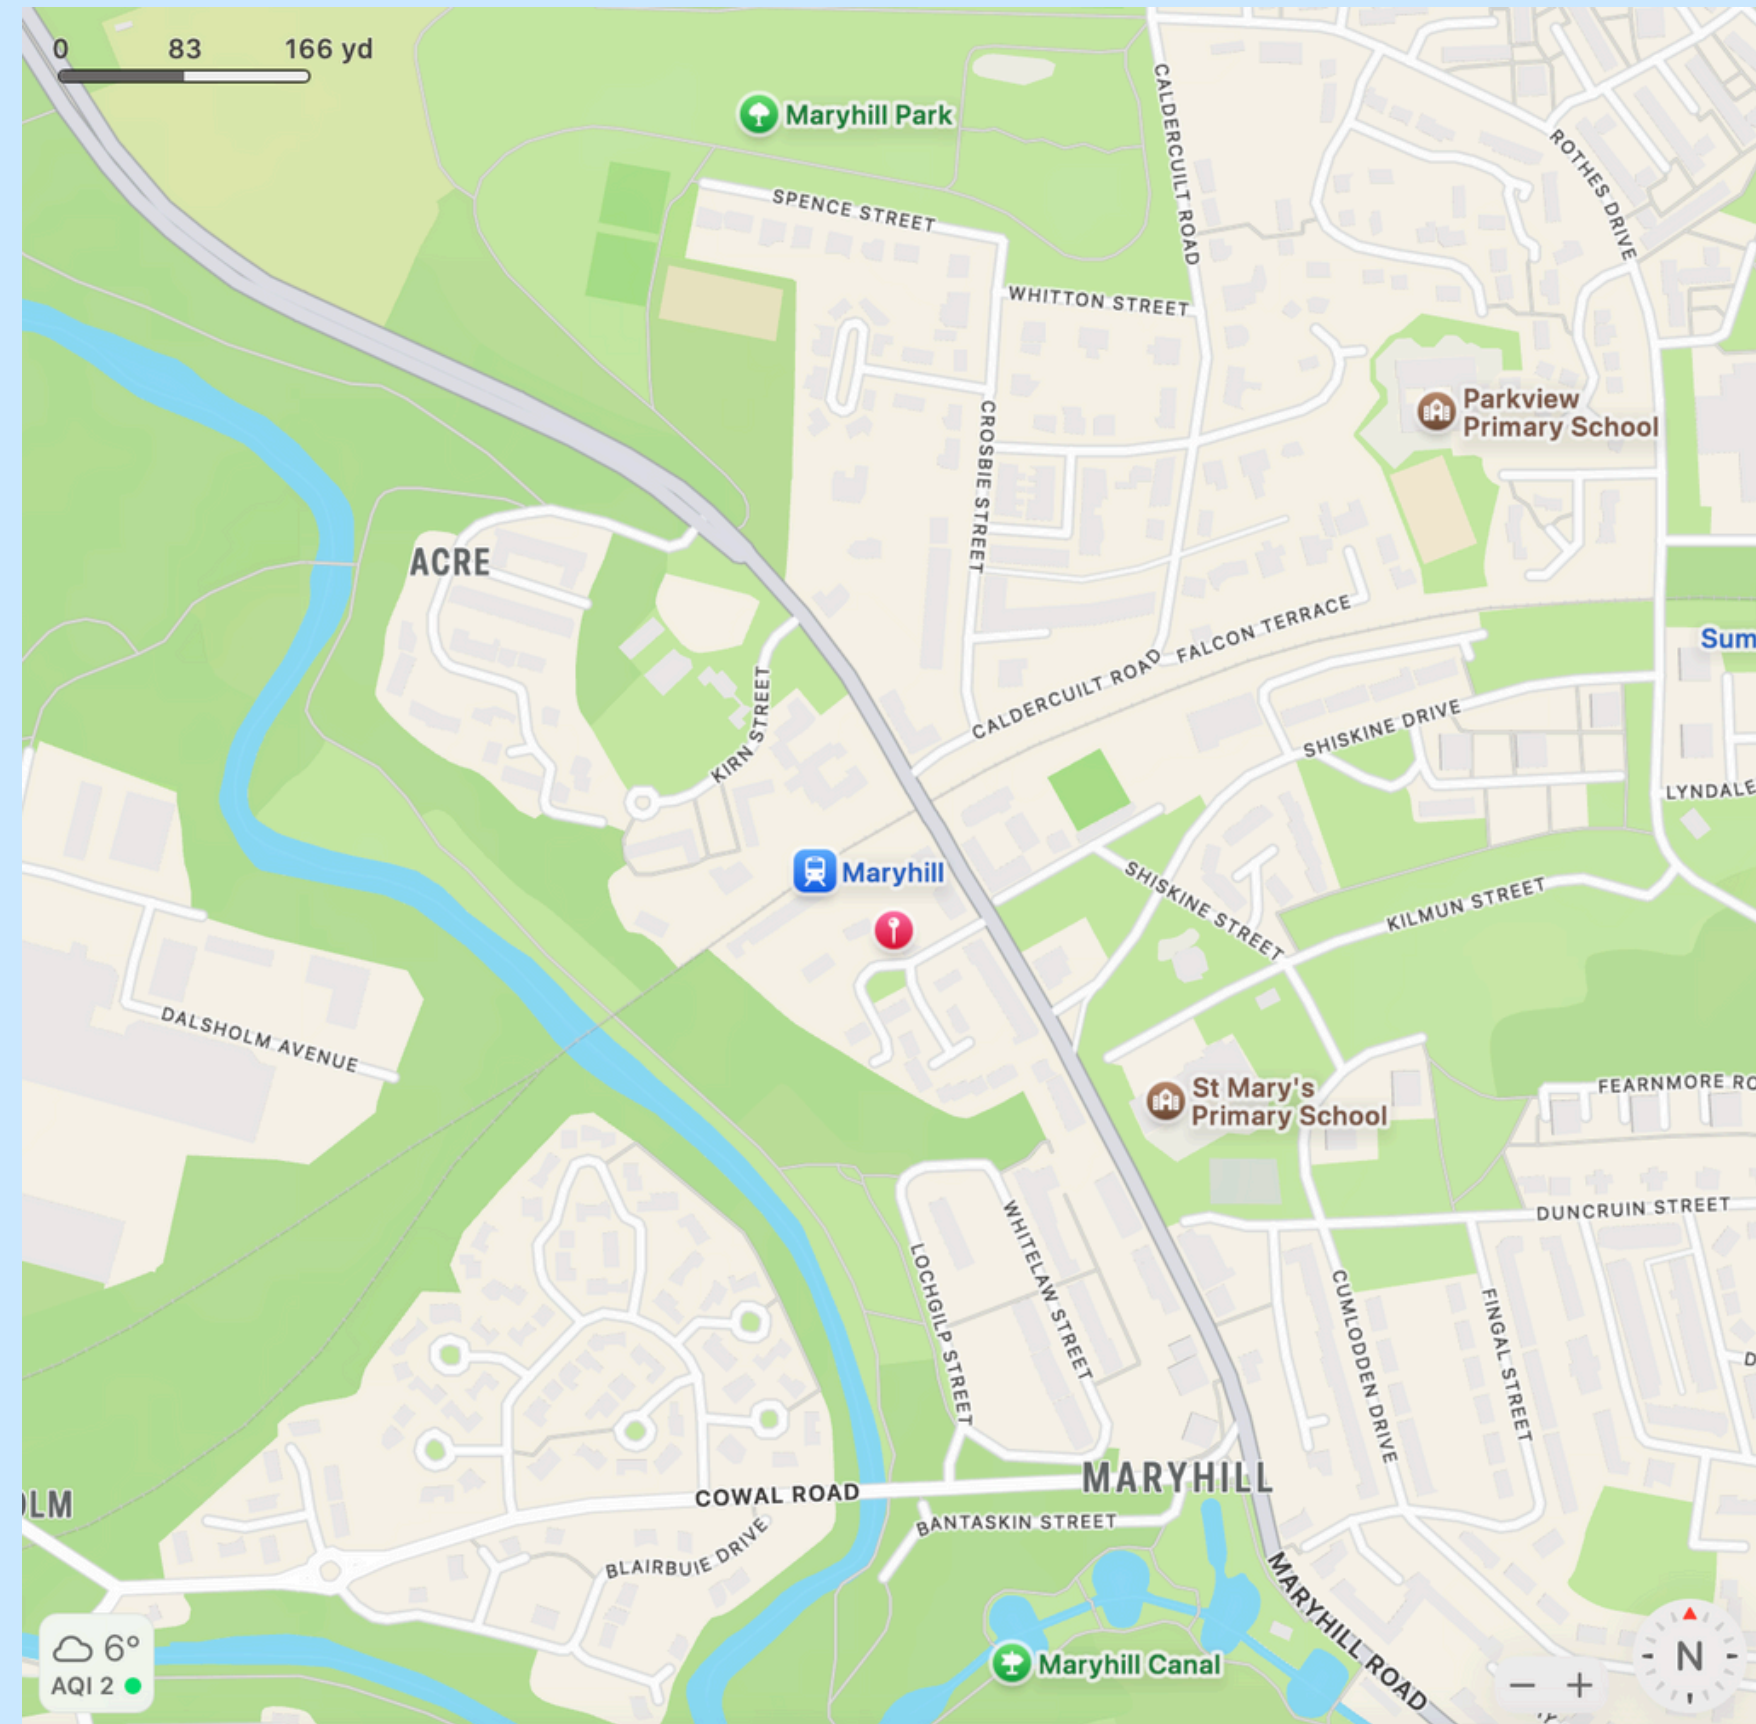 0 83 166 yd
Maryhill Park
CALDERCUILT ROAD
ROTHES DRIVE
SPENCE STREET
WHITTON STREET
Parkview
Primary School
CROSBIE STREET
ACRE
FALCON TERRACE
CALDERCUILT ROAD
Sum
KIRN STREET
SHISKINE DRIVE
LYNDALE
Maryhill
SHISKINE STREET
KILMUN STREET
DALSHOLM AVENUE
St Mary's
Primary School
FEARNMORE RO
DUNCRUIN STREET
WHITELAW STREET
LOCHGILP STREET
CUMLODDEN DRIVE
FINGAL STREET
D
MARYHILL
COWAL ROAD
OLM
BANTASKIN STREET
BLAIRBUIE DRIVE
MARYHILL ROAD
Maryhill Canal
6°
AQI 2
− +
N